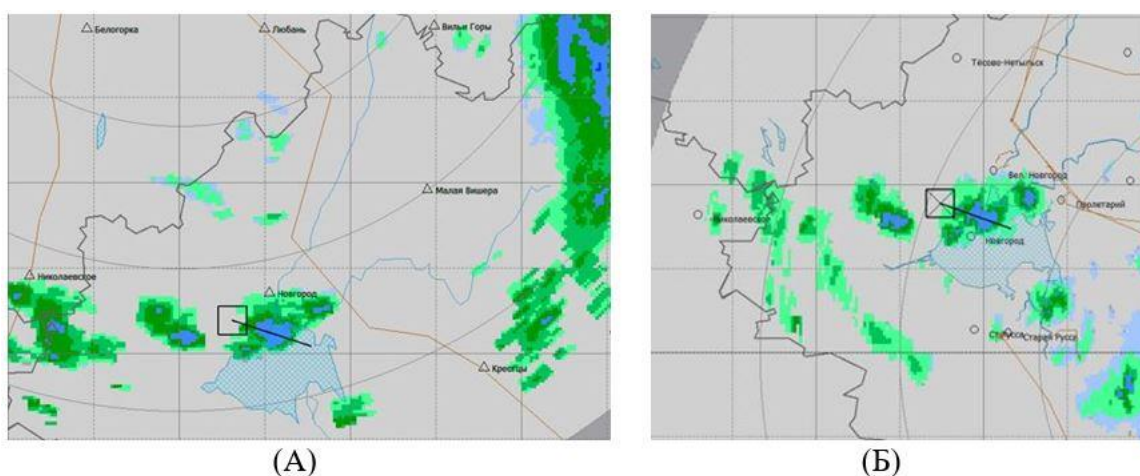 Белогорка
Любань
Вильи Горы
Малая Вишера
Николаевское
Новгород
Крестцы
(А)
Тёсово-Нетыльск
Вел. Новгород
Николаевское
Пролетарий
Новгород
Старая Русса
(Б)